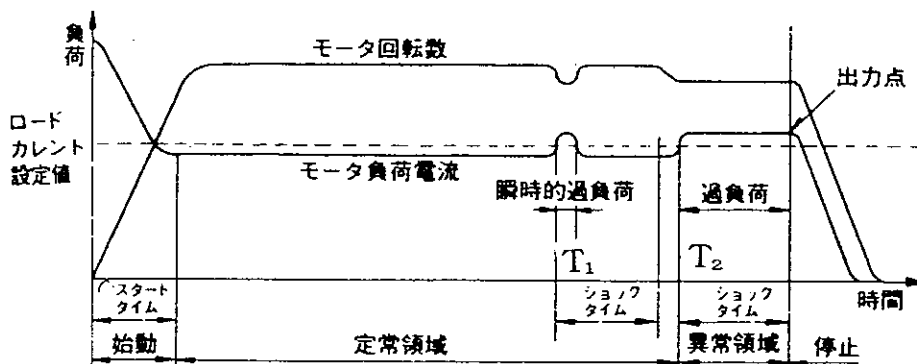 負荷
モータ回転数
出力点
ロード
カレント
設定値
モータ負荷電流
瞬時的過負荷
過負荷
T₁
T₂
スタート
タイム
ショック
タイム
ショック
タイム
時間
始動
定常領域
異常領域
停止